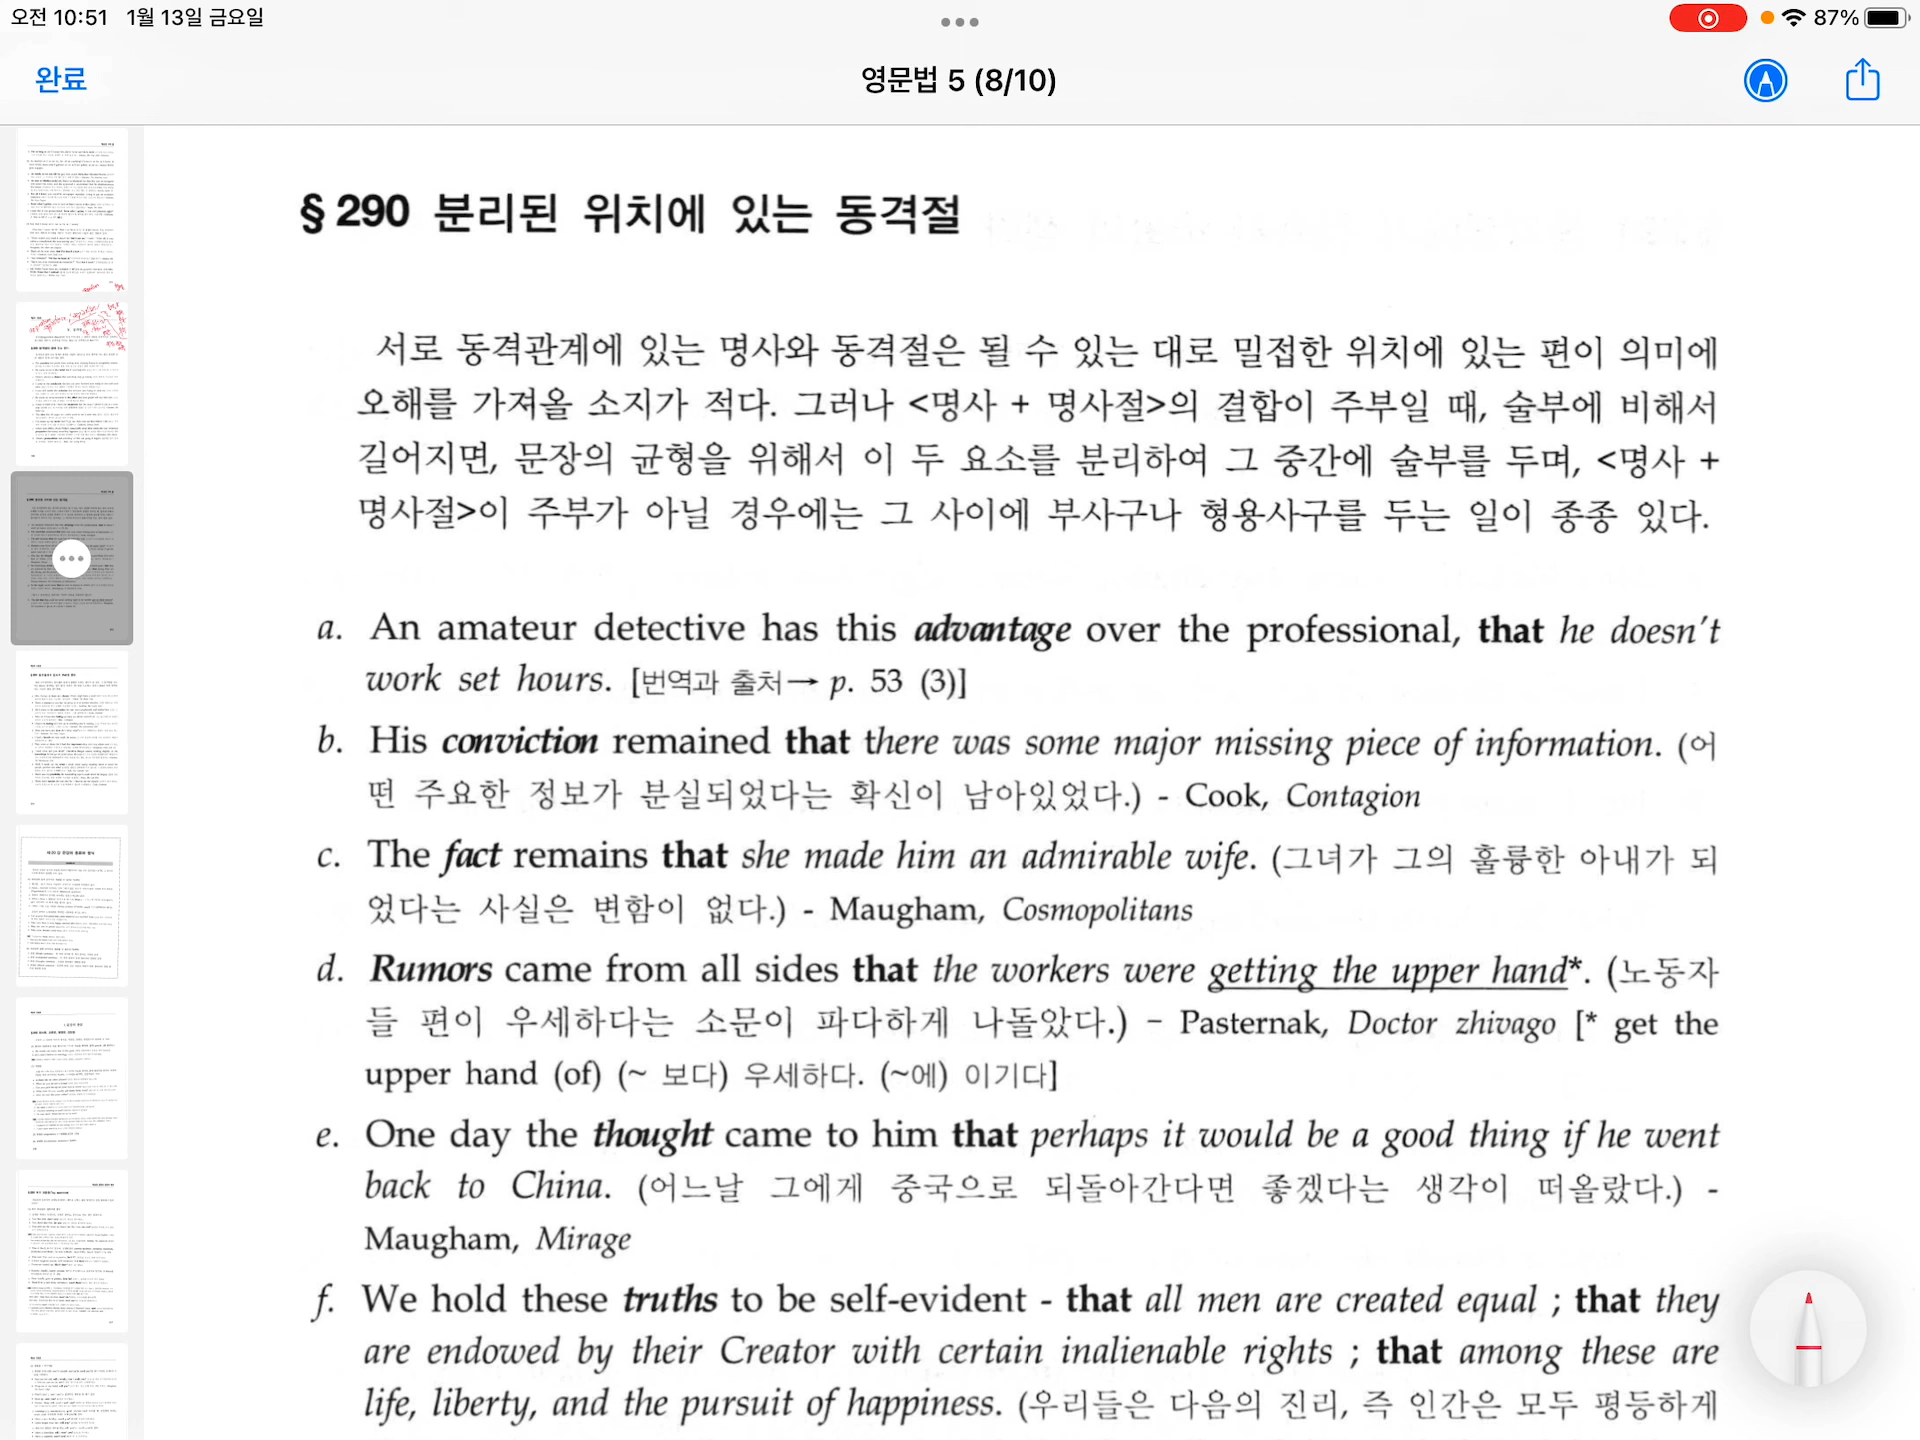 오전 10:51 1월 13일 금요일
87%
완료
영문법 5 (8/10)
§ 290 분리된 위치에 있는 동격절
서로 동격관계에 있는 명사와 동격절은 될 수 있는 대로 밀접한 위치에 있는 편이 의미에
오해를 가져올 소지가 적다. 그러나 <명사 + 명사절>의 결합이 주부일 때, 술부에 비해서
길어지면, 문장의 균형을 위해서 이 두 요소를 분리하여 그 중간에 술부를 두며, <명사 +
명사절>이 주부가 아닐 경우에는 그 사이에 부사구나 형용사구를 두는 일이 종종 있다.
a. An amateur detective has this advantage over the professional, that he doesn't
work set hours. [번역과 출처→ p. 53 (3)]
b. His conviction remained that there was some major missing piece of information. (어
떤 주요한 정보가 분실되었다는 확신이 남아있었다.) - Cook, Contagion
c. The fact remains that she made him an admirable wife. (그녀가 그의 훌륭한 아내가 되
었다는 사실은 변함이 없다.) - Maugham, Cosmopolitans
d. Rumors came from all sides that the workers were getting the upper hand*. (노동자
들 편이 우세하다는 소문이 파다하게 나돌았다.) - Pasternak, Doctor zhivago [* get the
upper hand (of) (~ 보다) 우세하다. (~에) 이기다]
e. One day the thought came to him that perhaps it would be a good thing if he went
back to China. (어느날 그에게 중국으로 되돌아간다면 좋겠다는 생각이 떠올랐다.) -
Maugham, Mirage
f. We hold these truths to be self-evident - that all men are created equal ; that they
are endowed by their Creator with certain inalienable rights ; that among these are
life, liberty, and the pursuit of happiness. (우리들은 다음의 진리, 즉 인간은 모두 평등하게